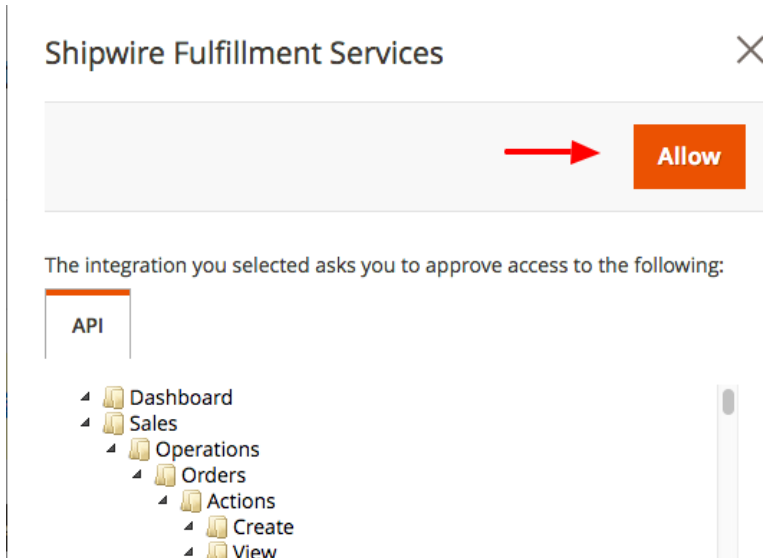 Shipwire Fulfillment Services
Allow
The integration you selected asks you to approve access to the following:
API
Dashboard
Sales
Operations
Orders
Actions
Create
View